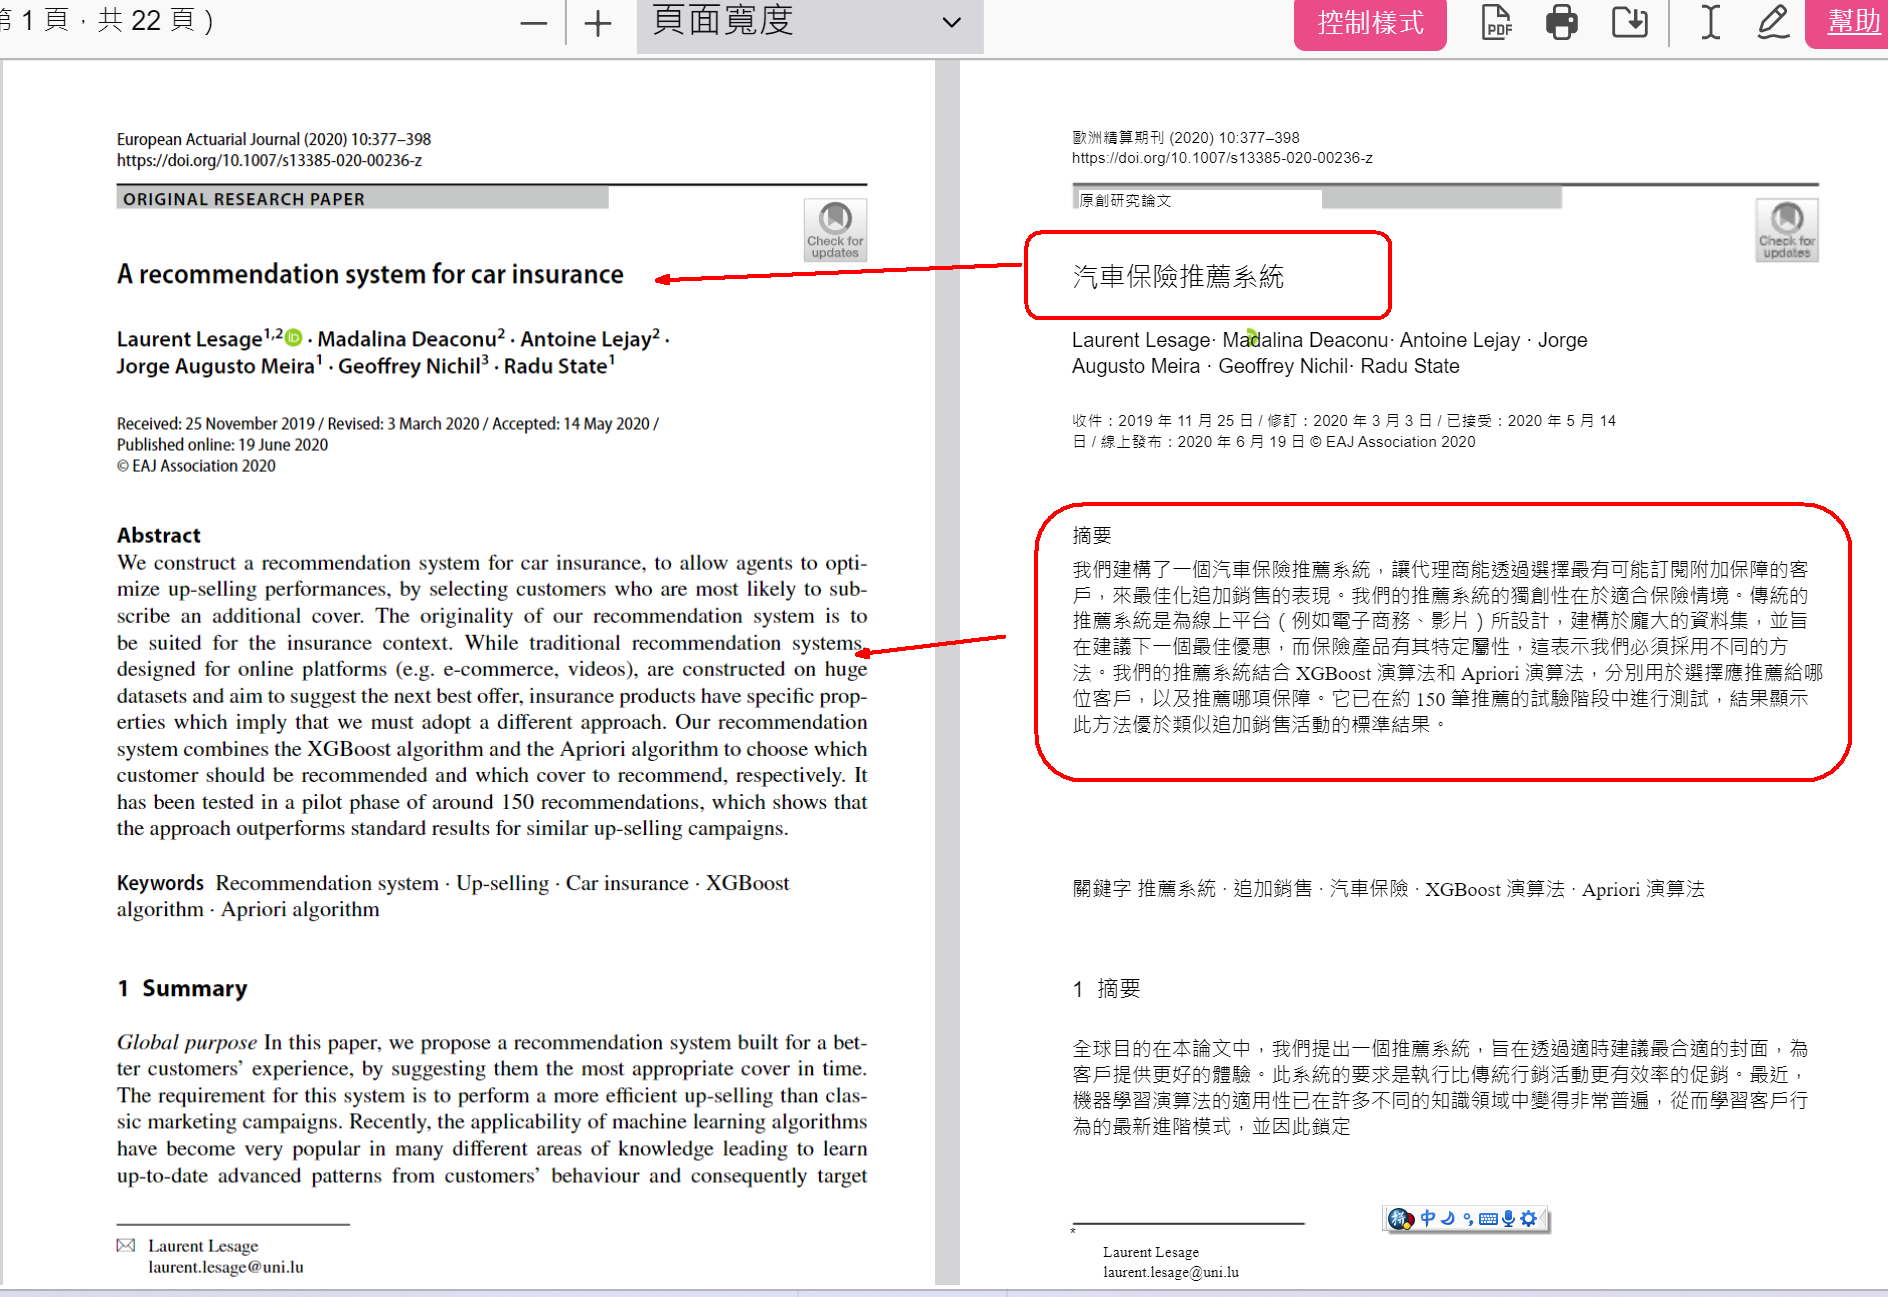 第 1 頁，共 22 頁 )
頁面寬度
控制樣式
PDF
幫助
European Actuarial Journal (2020) 10:377–398
https://doi.org/10.1007/s13385-020-00236-z
ORIGINAL RESEARCH PAPER
Check for
updates
A recommendation system for car insurance
Laurent Lesage1,2 iD · Madalina Deaconu2 · Antoine Lejay2 ·
Jorge Augusto Meira1 · Geoffrey Nichil3 · Radu State1
Received: 25 November 2019 / Revised: 3 March 2020 / Accepted: 14 May 2020 /
Published online: 19 June 2020
© EAJ Association 2020
Abstract
We construct a recommendation system for car insurance, to allow agents to opti-
mize up-selling performances, by selecting customers who are most likely to sub-
scribe an additional cover. The originality of our recommendation system is to
be suited for the insurance context. While traditional recommendation systems,
designed for online platforms (e.g. e-commerce, videos), are constructed on huge
datasets and aim to suggest the next best offer, insurance products have specific prop-
erties which imply that we must adopt a different approach. Our recommendation
system combines the XGBoost algorithm and the Apriori algorithm to choose which
customer should be recommended and which cover to recommend, respectively. It
has been tested in a pilot phase of around 150 recommendations, which shows that
the approach outperforms standard results for similar up-selling campaigns.
Keywords Recommendation system · Up-selling · Car insurance · XGBoost
algorithm · Apriori algorithm
1 Summary
Global purpose In this paper, we propose a recommendation system built for a bet-
ter customers’ experience, by suggesting them the most appropriate cover in time.
The requirement for this system is to perform a more efficient up-selling than clas-
sic marketing campaigns. Recently, the applicability of machine learning algorithms
have become very popular in many different areas of knowledge leading to learn
up-to-date advanced patterns from customers’ behaviour and consequently target
Laurent Lesage
laurent.lesage@uni.lu
歐洲精算期刊 (2020) 10:377–398
https://doi.org/10.1007/s13385-020-00236-z
原創研究論文
Check for
updates
汽車保險推薦系統
Laurent Lesage· Madalina Deaconu· Antoine Lejay · Jorge
Augusto Meira · Geoffrey Nichil· Radu State
收件：2019 年 11 月 25 日 / 修訂：2020 年 3 月 3 日 / 已接受：2020 年 5 月 14
日 / 線上發布：2020 年 6 月 19 日 © EAJ Association 2020
摘要
我們建構了一個汽車保險推薦系統，讓代理商能透過選擇最有可能訂閱附加保障的客
戶，來最佳化追加銷售的表現。我們的推薦系統的獨創性在於適合保險情境。傳統的
推薦系統是為線上平台（例如電子商務、影片）所設計，建構於龐大的資料集，並旨
在建議下一個最佳優惠，而保險產品有其特定屬性，這表示我們必須採用不同的方
法。我們的推薦系統結合 XGBoost 演算法和 Apriori 演算法，分別用於選擇應推薦給哪
位客戶，以及推薦哪項保障。它已在約 150 筆推薦的試驗階段中進行測試，結果顯示
此方法優於類似追加銷售活動的標準結果。
關鍵字 推薦系統 · 追加銷售 · 汽車保險 · XGBoost 演算法 · Apriori 演算法
1 摘要
全球目的在本論文中，我們提出一個推薦系統，旨在透過適時建議最合適的封面，為
客戶提供更好的體驗。此系統的要求是執行比傳統行銷活動更有效率的促銷。最近，
機器學習演算法的適用性已在許多不同的知識領域中變得非常普遍，從而學習客戶行
為的最新進階模式，並因此鎖定
*
Laurent Lesage
laurent.lesage@uni.lu
拼 中